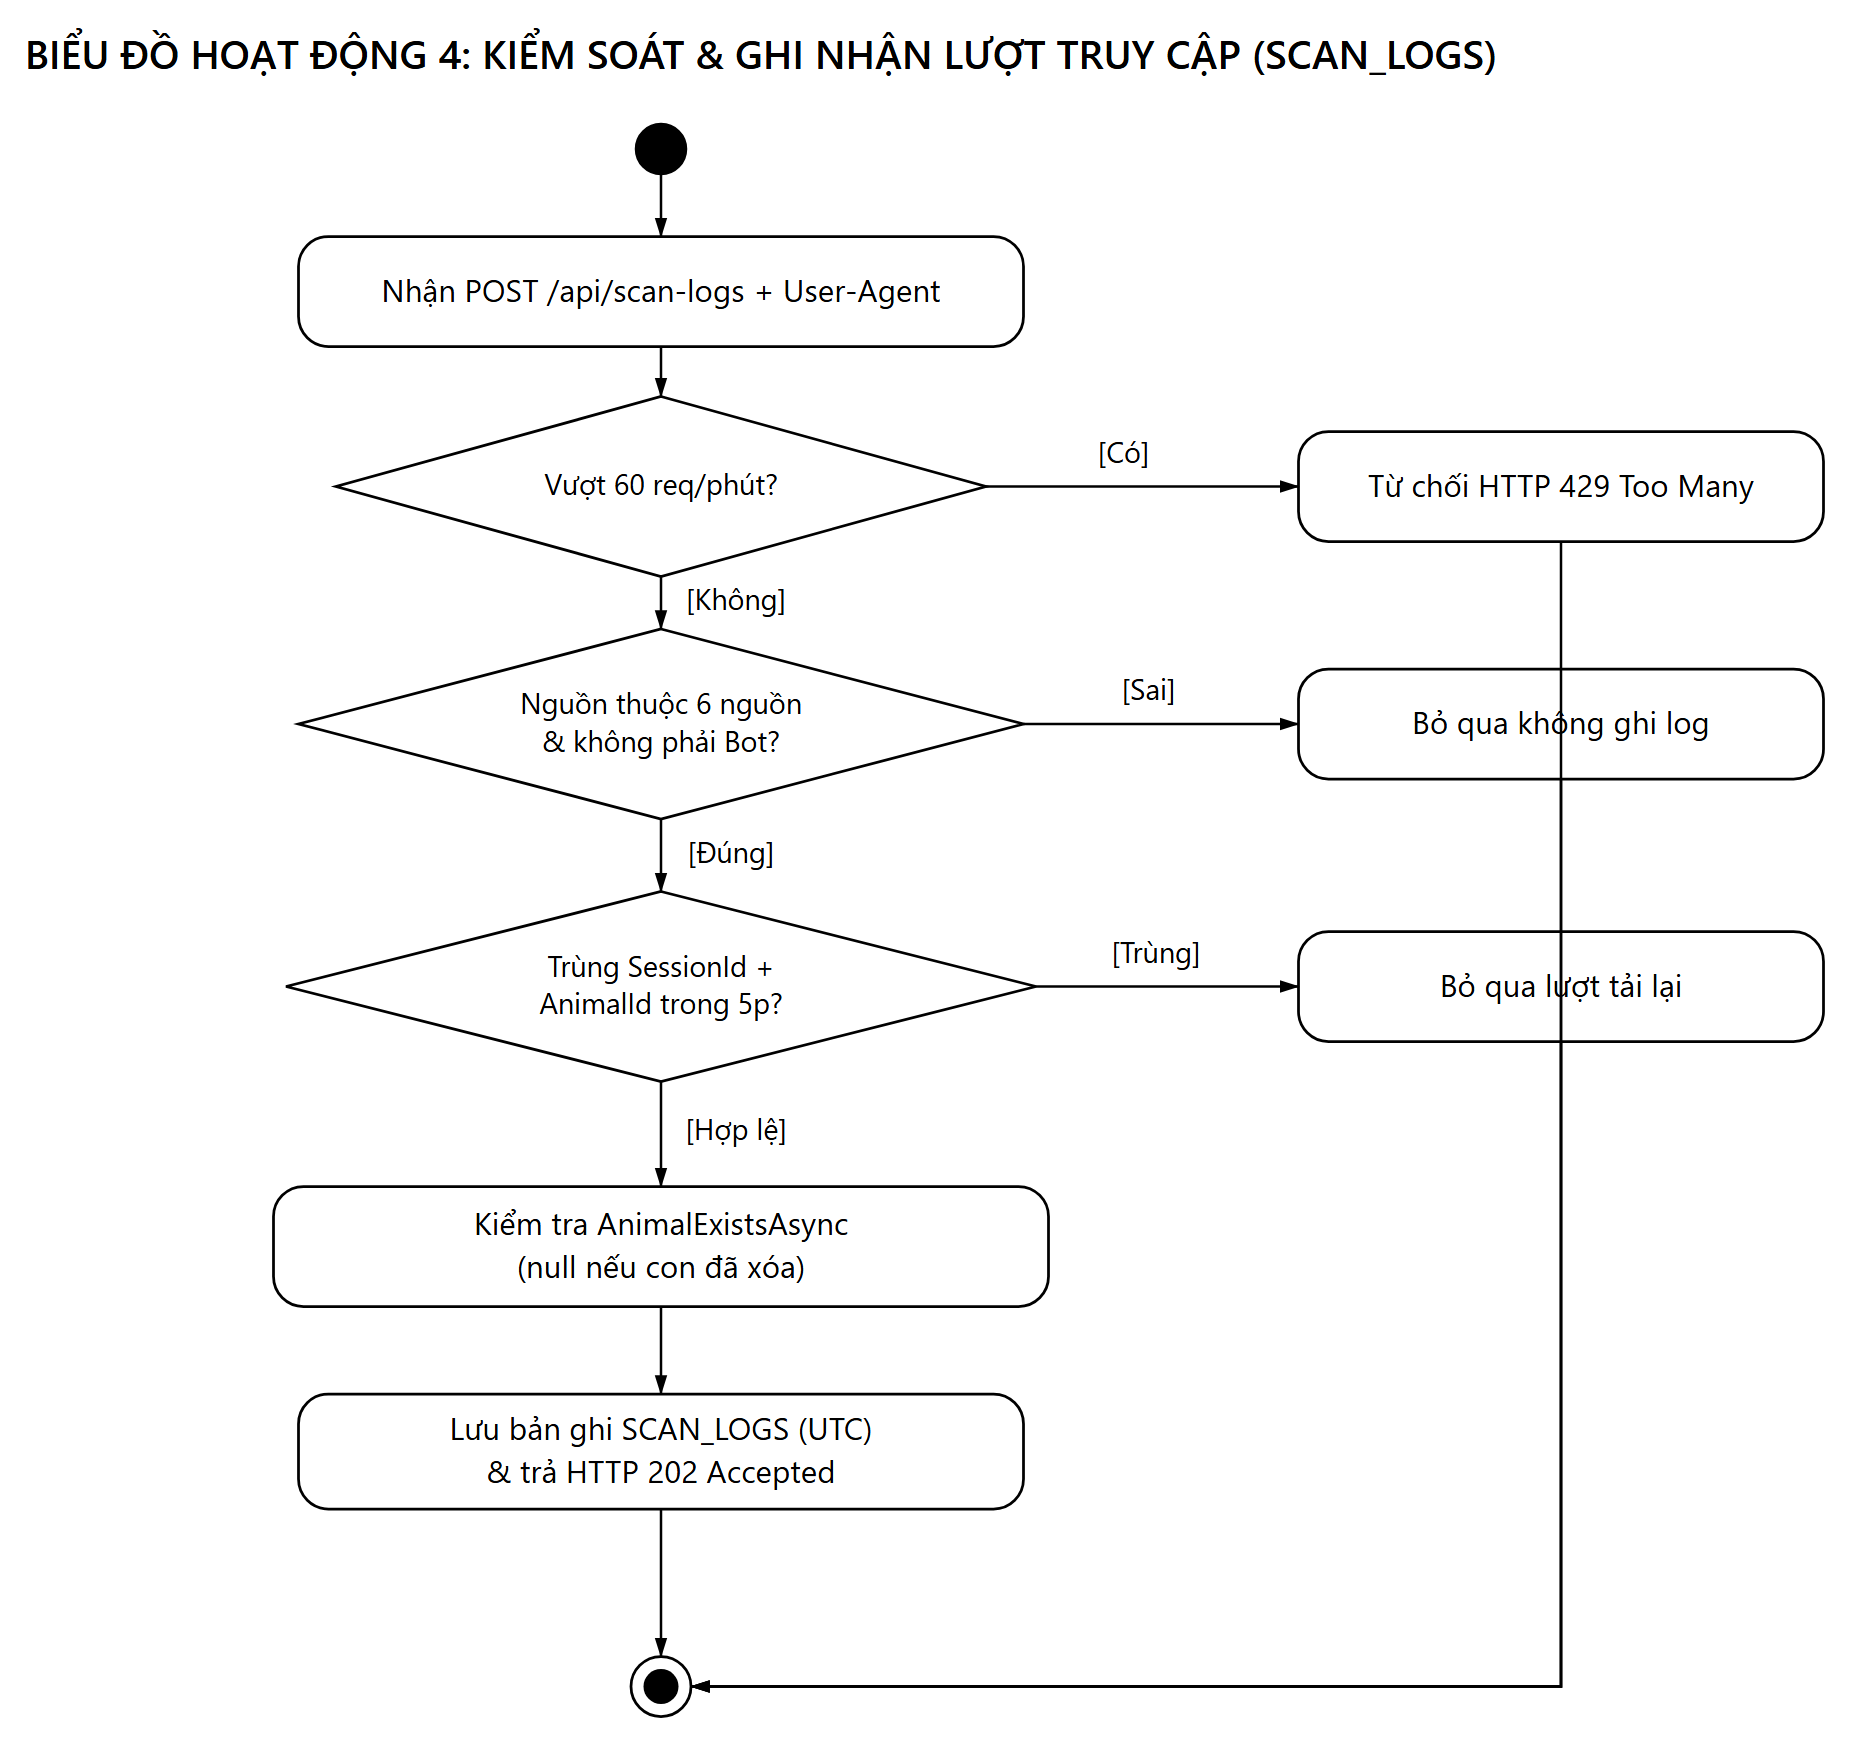 BIỂU ĐỒ HOẠT ĐỘNG 4: KIỂM SOÁT & GHI NHẬN LƯỢT TRUY CẬP (SCAN_LOGS)
Nhận POST /api/scan-logs + User-Agent
Vượt 60 req/phút?
[Có]
Từ chối HTTP 429 Too Many
[Không]
Nguồn thuộc 6 nguồn
& không phải Bot?
[Sai]
Bỏ qua không ghi log
[Đúng]
Trùng SessionId +
AnimalId trong 5p?
[Trùng]
Bỏ qua lượt tải lại
[Hợp lệ]
Kiểm tra AnimalExistsAsync
(null nếu con đã xóa)
Lưu bản ghi SCAN_LOGS (UTC)
& trả HTTP 202 Accepted